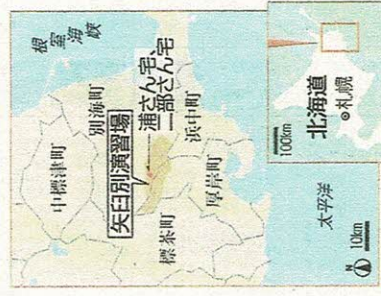 根室海峡
別海町
中標津町
矢臼別演習場
浦さん宅、
一部さん宅
浜中町
標茶町
厚岸町
太平洋
N
10km
100km
北海道
札幌